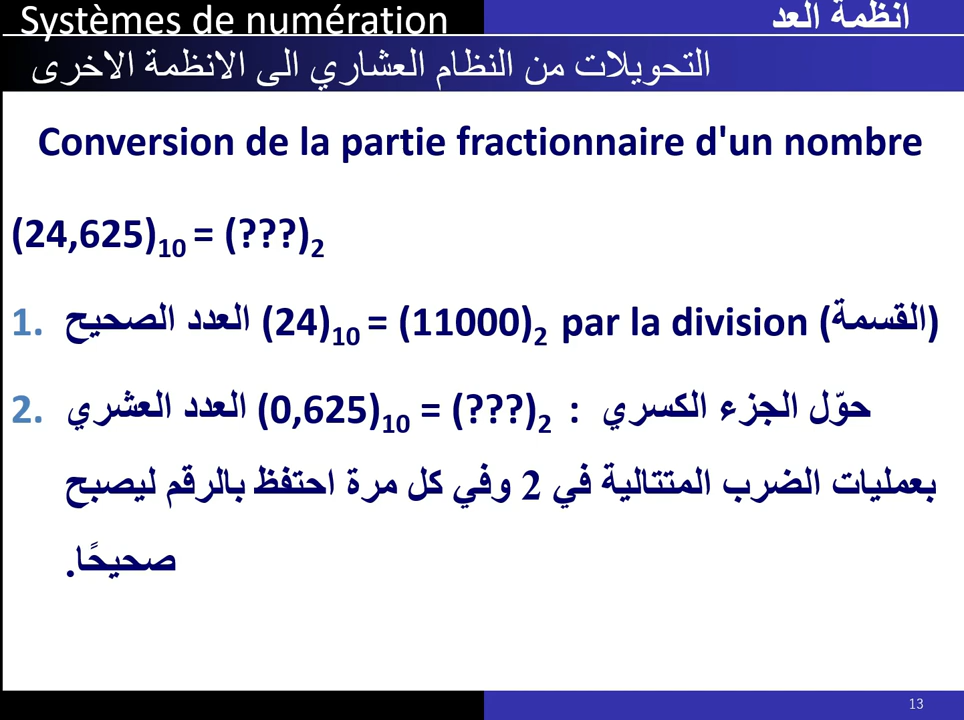 Systèmes de numération انظمة العد
التحويلات من النظام العشاري الى الانظمة الاخرى
Conversion de la partie fractionnaire d'un nombre
(24,625)10 = (???)2
1. العدد الصحيح (24)10 = (11000)2 par la division (القسمة)
2. العدد العشري (0,625)10 = (???)2 : حوّل الجزء الكسري
بعمليات الضرب المتتالية في 2 وفي كل مرة احتفظ بالرقم ليصبح
صحيحًا.
13